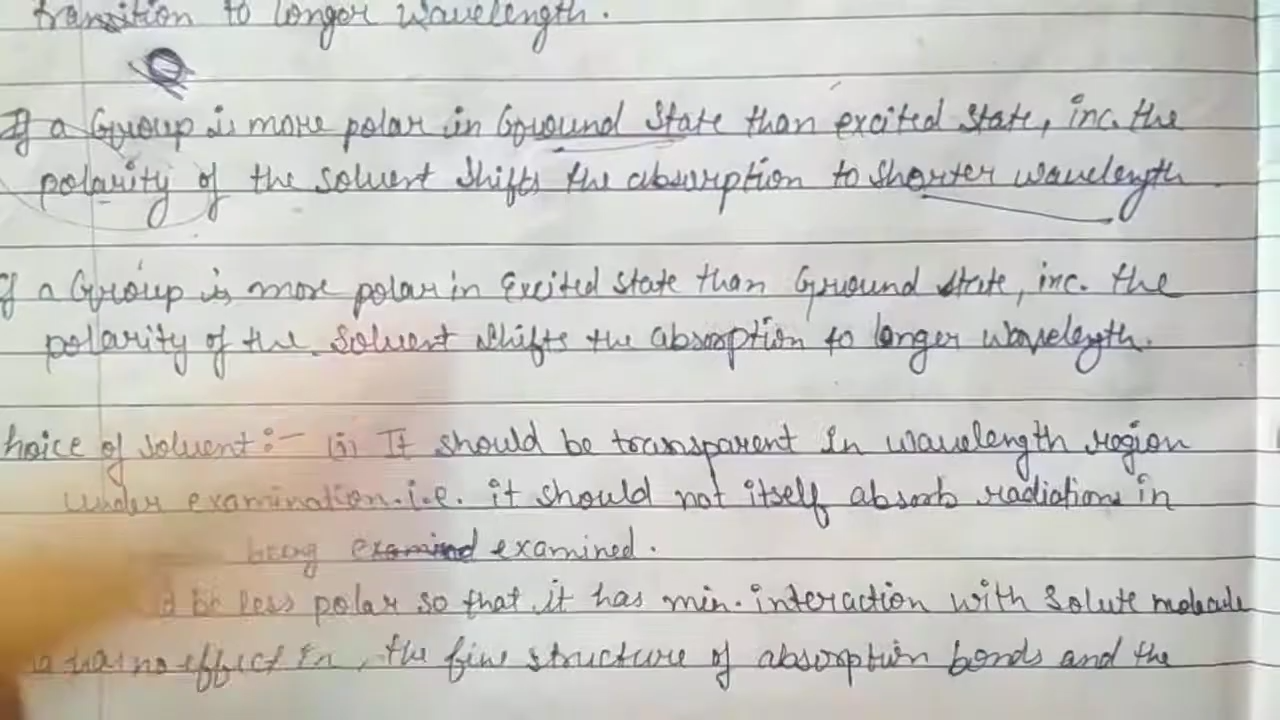 transition to longer wavelength.
If a Group is more polar in Ground State than excited state, inc. the
polarity of the solvent shifts the absorption to shorter wavelength
If a Group is more polar in Excited state than Ground state, inc. the
polarity of the solvent shifts the absorption to longer wavelength.
hoice of solvent :- (i) It should be transparent in wavelength region
under examination. i.e. it should not itself absorb radiations in
being examined examined.
be less polar so that it has min. interaction with solute molecule
no effect in, the fine structure of absorption bonds and the